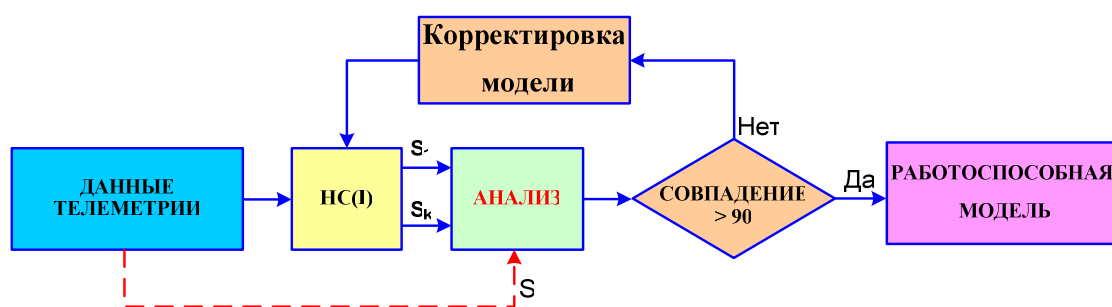 Корректировка
модели
Нет
ДАННЫЕ
ТЕЛЕМЕТРИИ
НС(I)
Sₖ
АНАЛИЗ
СОВПАДЕНИЕ
> 90
Да
РАБОТОСПОСОБНАЯ
МОДЕЛЬ
S